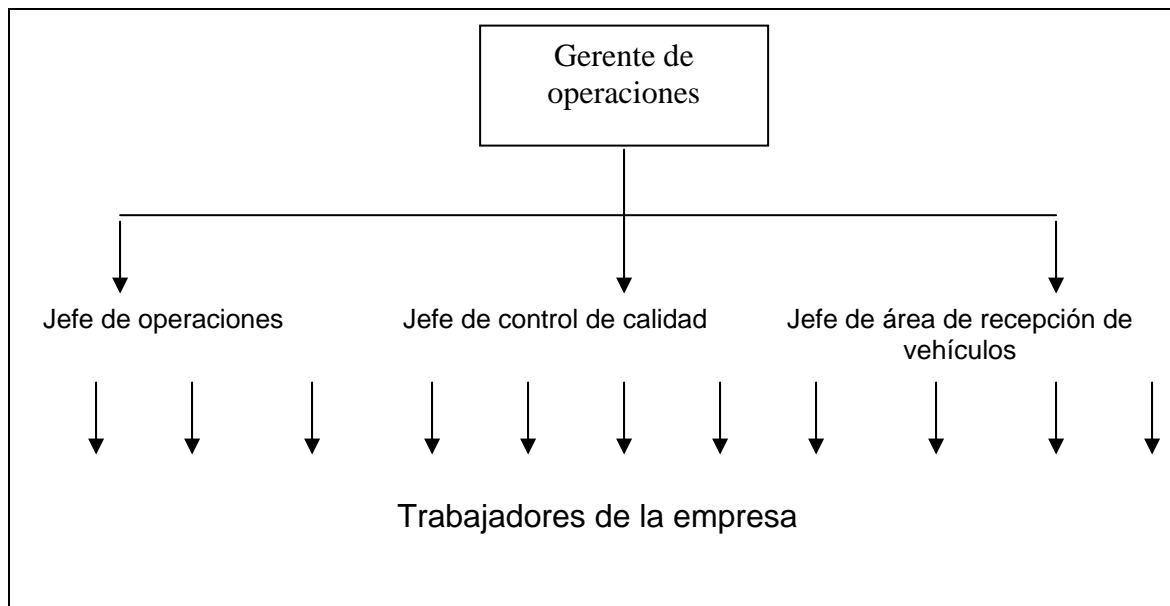 Gerente de
operaciones
Jefe de operaciones
Jefe de control de calidad
Jefe de área de recepción de
vehículos
Trabajadores de la empresa